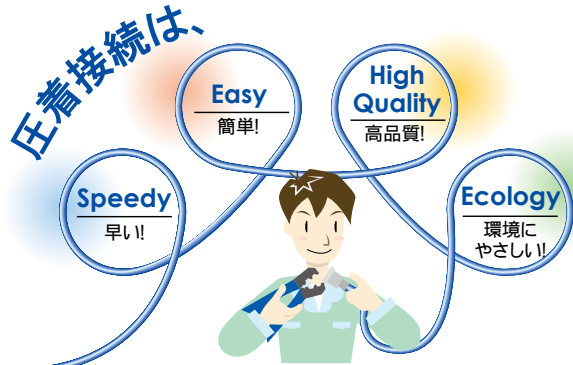 圧着接続は、
Speedy
早い!
Easy
簡単!
High
Quality
高品質!
Ecology
環境に
やさしい!